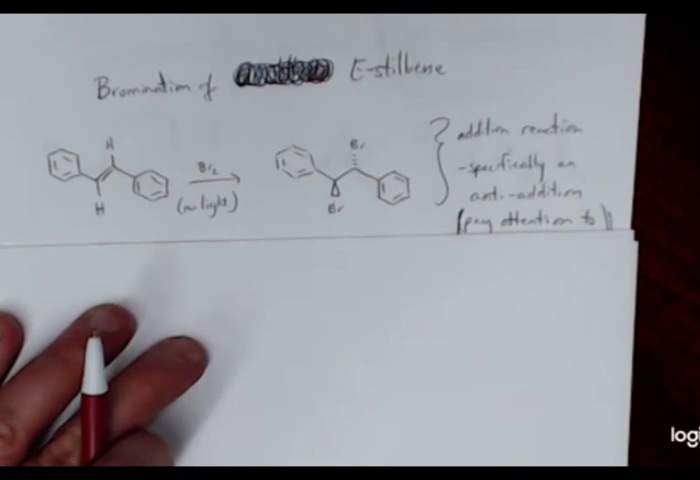 Bromination of E-stilbene
H
Br
Br₂
(no light)
H
Br
addition reaction
-specifically an
anti-addition
(pay attention to
logi